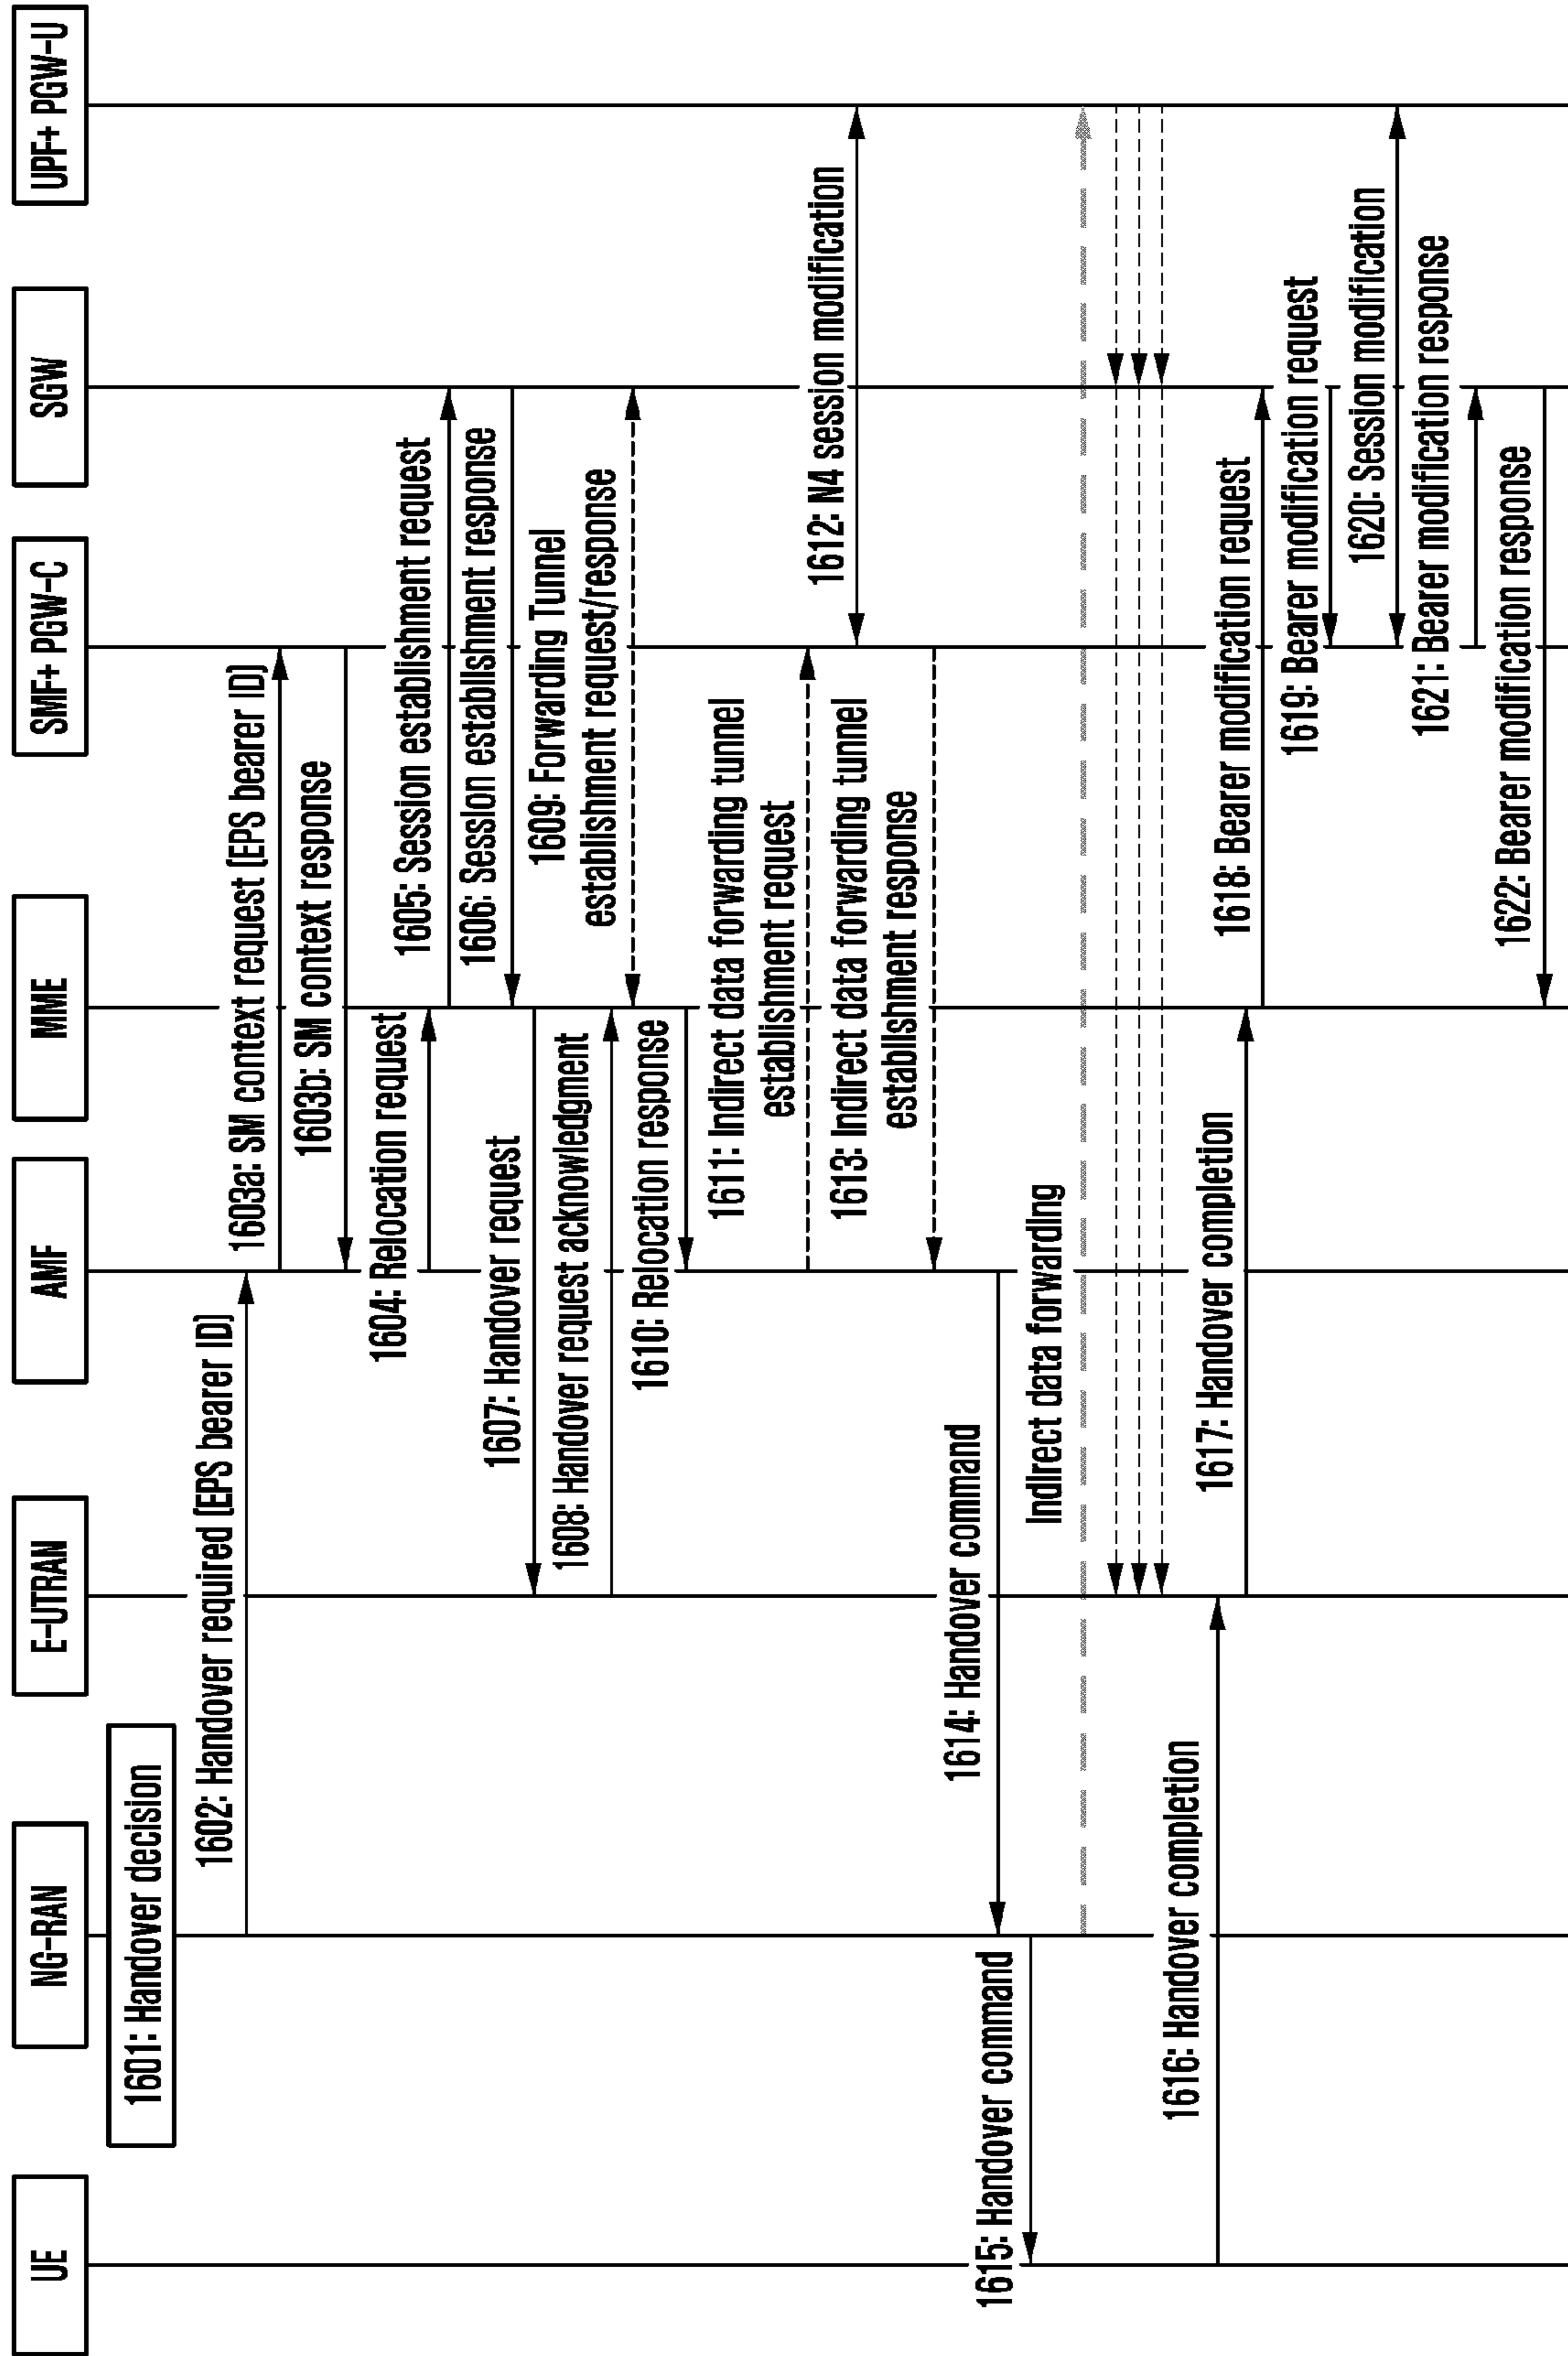 UE
NG-RAN
E-UTRAN
AMF
MME
SMF+ PGW-C
SGW
UPF+ PGW-U
1601: Handover decision
1602: Handover required (EPS bearer ID)
1603a: SM context request (EPS bearer ID)
1603b: SM context response
1604: Relocation request
1605: Session establishment request
1606: Session establishment response
1607: Handover request
1608: Handover request acknowledgment
1609: Forwarding Tunnel
establishment request/response
1610: Relocation response
1611: Indirect data forwarding tunnel
establishment request
1612: N4 session modification
1613: Indirect data forwarding tunnel
establishment response
1614: Handover command
1615: Handover command
Indirect data forwarding
1616: Handover completion
1617: Handover completion
1618: Bearer modification request
1619: Bearer modification request
1620: Session modification
1621: Bearer modification response
1622: Bearer modification response